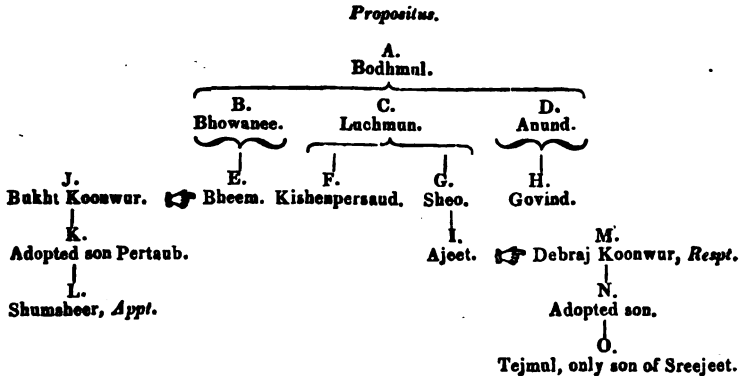 Propositus.
A.
Bodhmul.
B. C. D.
Bhowanee. Luchmun. Anund.
J. E. F. G. H.
Bukht Koonwur. Bheem. Kishenpersaud. Sheo. Govind.
K. I. M.
Adopted son Pertaub. Ajeet. Debraj Koonwur, Respt.
L. N.
Shumsheer, Appt. Adopted son.
O.
Tejmul, only son of Sreejeet.